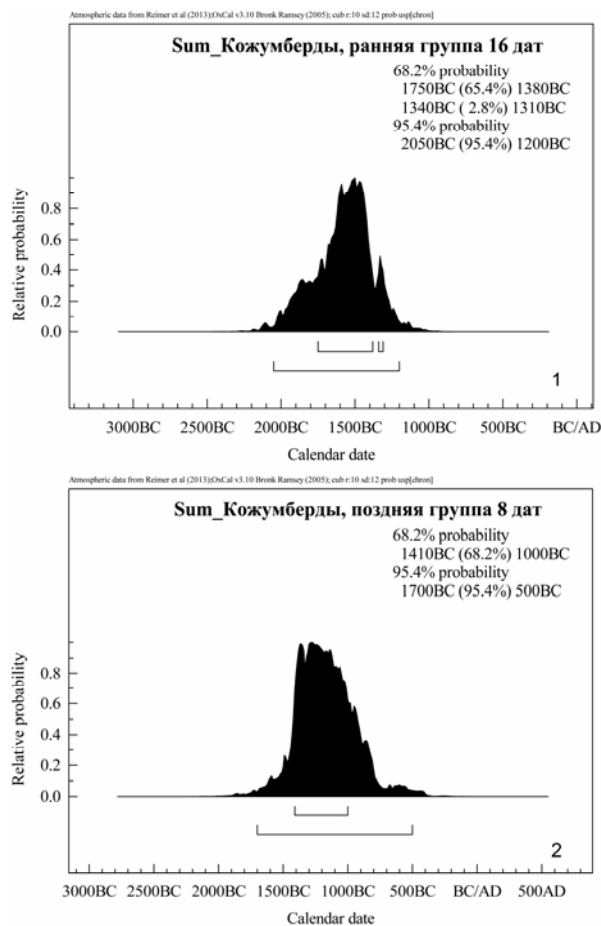 Atmospheric data from Reimer et al (2013);OxCal v3.10 Bronk Ramsey (2005); cub r:10 sd:12 prob usp[chron]
Sum_Кожумберды, ранняя группа 16 дат
68.2% probability
1750BC (65.4%) 1380BC
1340BC ( 2.8%) 1310BC
95.4% probability
2050BC (95.4%) 1200BC
Relative probability
0.8
0.6
0.4
0.2
0.0
1
3000BC 2500BC 2000BC 1500BC 1000BC 500BC BC/AD
Calendar date
Atmospheric data from Reimer et al (2013);OxCal v3.10 Bronk Ramsey (2005); cub r:10 sd:12 prob usp[chron]
Sum_Кожумберды, поздняя группа 8 дат
68.2% probability
1410BC (68.2%) 1000BC
95.4% probability
1700BC (95.4%) 500BC
Relative probability
0.8
0.6
0.4
0.2
0.0
2
3000BC 2500BC 2000BC 1500BC 1000BC 500BC BC/AD 500AD
Calendar date